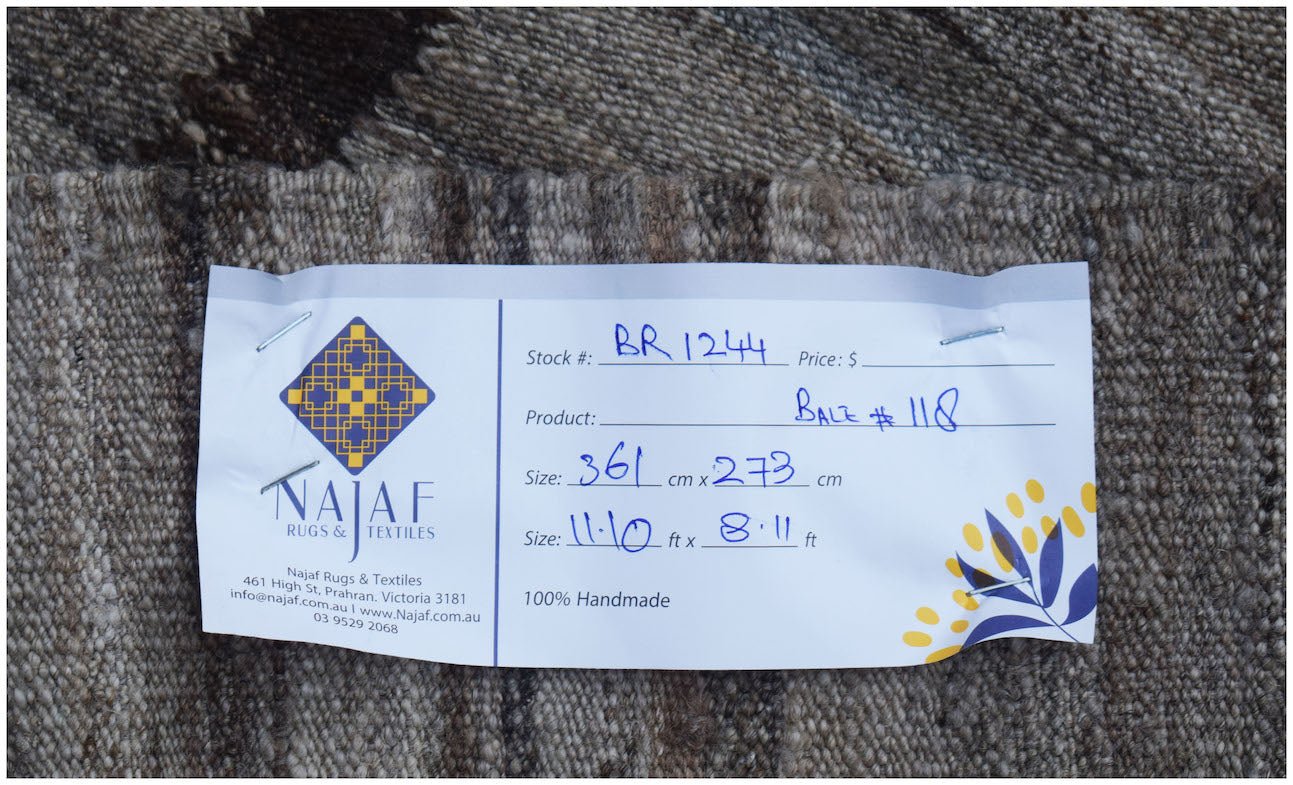 NAJAF
RUGS & TEXTILES
Najaf Rugs & Textiles
461 High St, Prahran. Victoria 3181
info@najaf.com.au I www.Najaf.com.au
03 9529 2068
Stock #: BR 1244 Price: $
Product: BALE # 118
Size: 361 cm x 273 cm
Size: 11.10 ft x 8.11 ft
100% Handmade